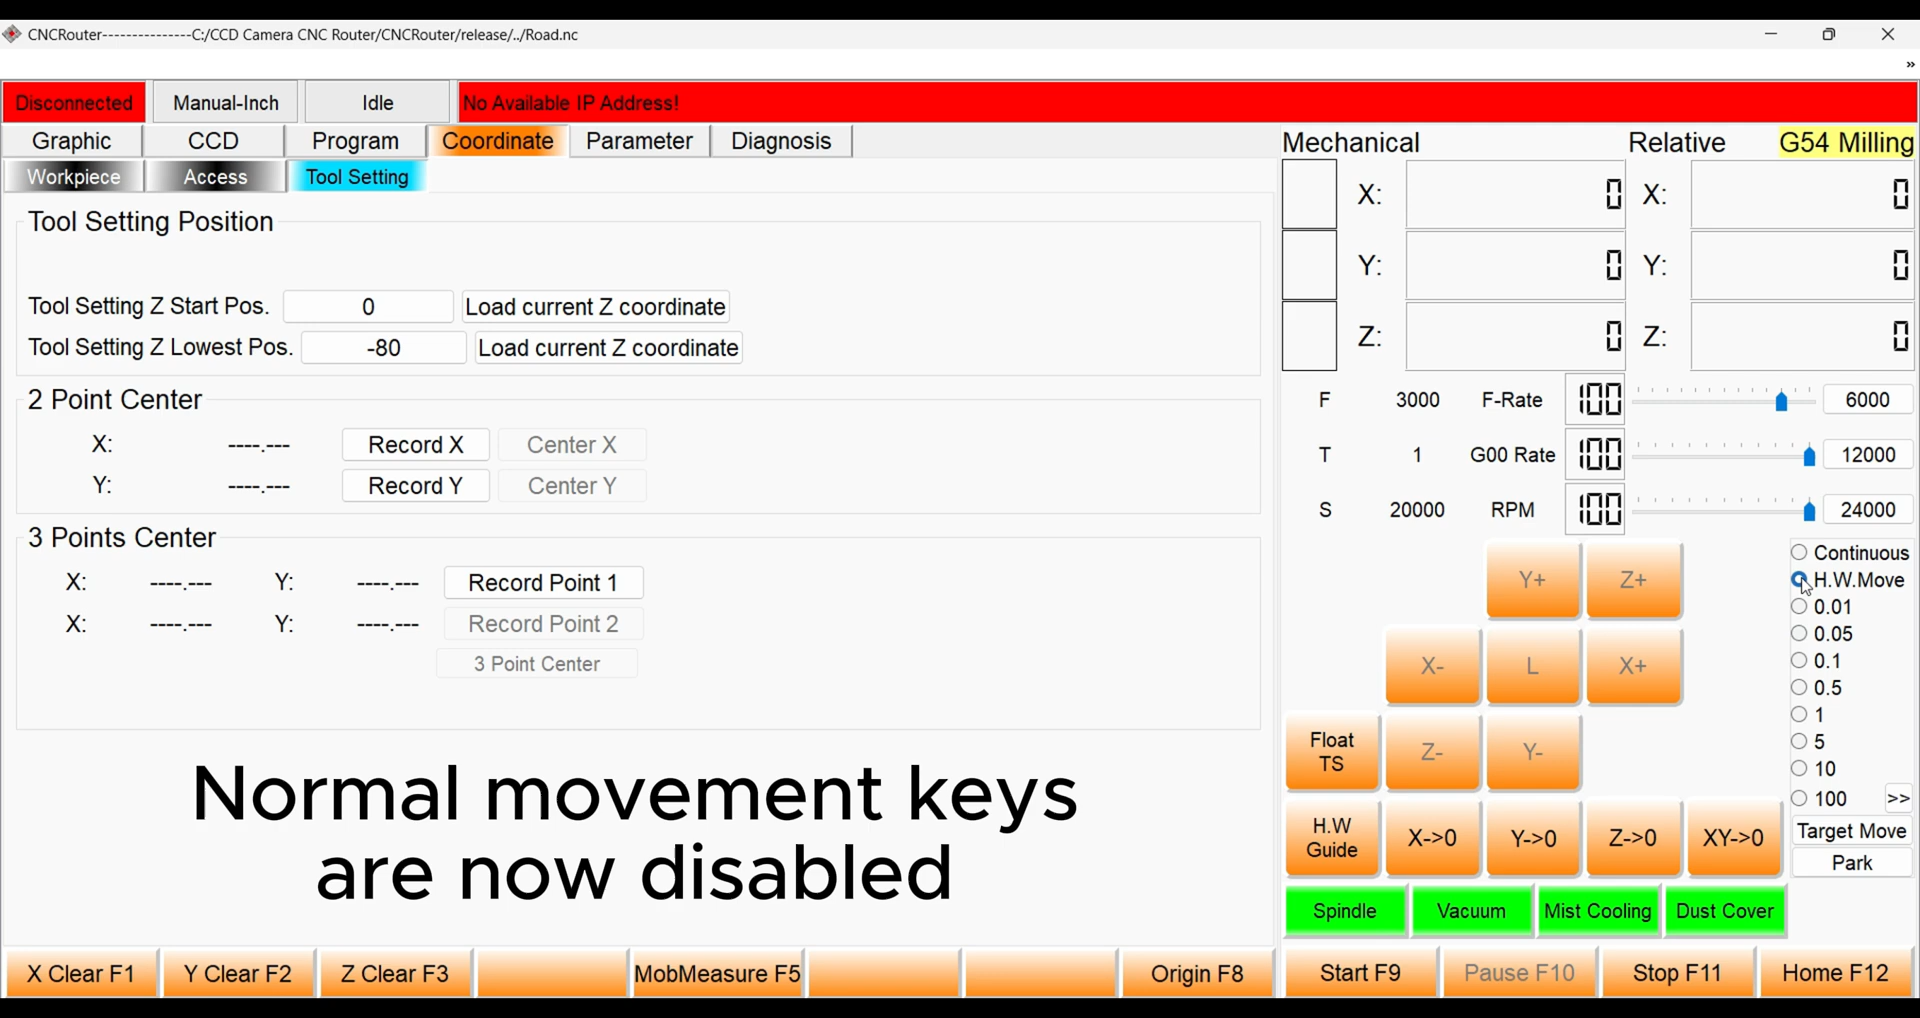 CNCRouter---------------C:/CCD Camera CNC Router/CNCRouter/release/../Road.nc
»
Disconnected Manual-Inch Idle No Available IP Address!
Graphic CCD Program Coordinate Parameter Diagnosis
Workpiece Access Tool Setting
Tool Setting Position
Tool Setting Z Start Pos. 0 Load current Z coordinate
Tool Setting Z Lowest Pos. -80 Load current Z coordinate
2 Point Center
X: ----.--- Record X Center X
Y: ----.--- Record Y Center Y
3 Points Center
X: ----.--- Y: ----.--- Record Point 1
X: ----.--- Y: ----.--- Record Point 2
3 Point Center
Normal movement keys
are now disabled
Mechanical Relative G54 Milling
X: 0 X: 0
Y: 0 Y: 0
Z: 0 Z: 0
F 3000 F-Rate 100 6000
T 1 G00 Rate 100 12000
S 20000 RPM 100 24000
Y+ Z+
X- L X+
Float
TS
Z- Y-
H.W
Guide
X->0 Y->0 Z->0 XY->0
Continuous
H.W.Move
0.01
0.05
0.1
0.5
1
5
10
100 >>
Target Move
Park
Spindle Vacuum Mist Cooling Dust Cover
X Clear F1 Y Clear F2 Z Clear F3 MobMeasure F5 Origin F8 Start F9 Pause F10 Stop F11 Home F12